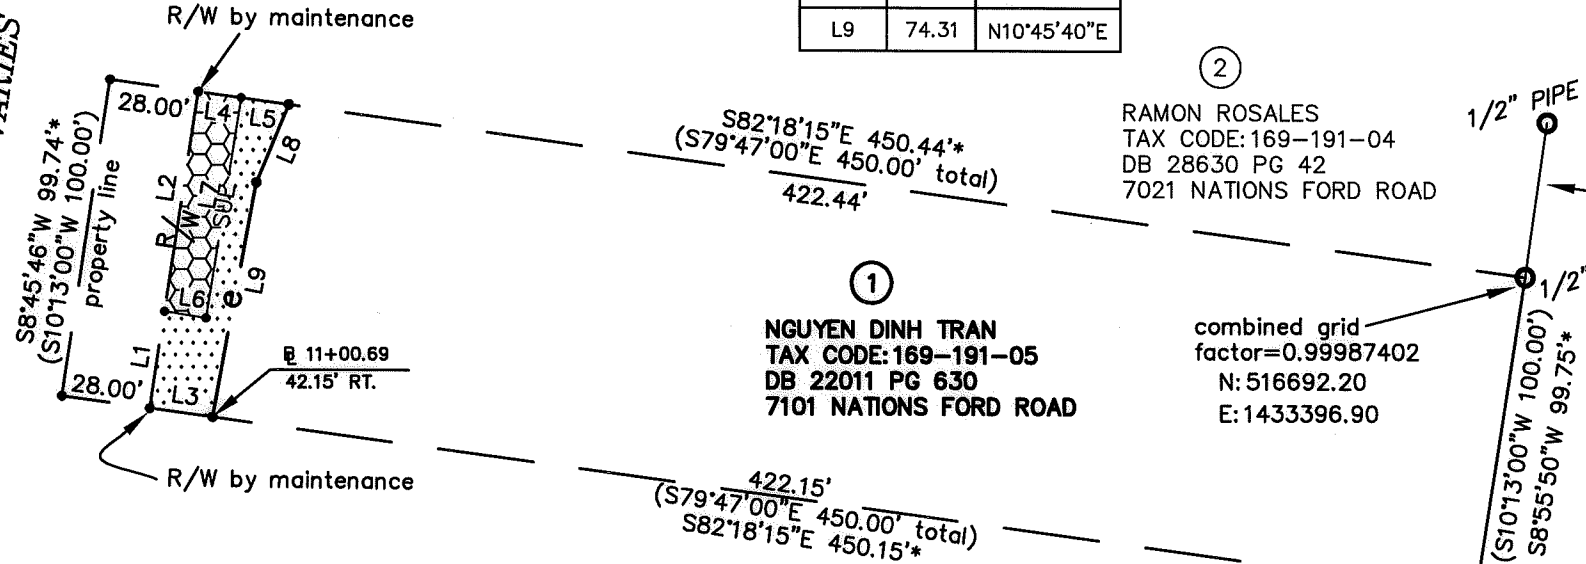 VARIES
R/W by maintenance
L9 74.31 N10°45'40"E
2
RAMON ROSALES
TAX CODE:169-191-04
DB 28630 PG 42
7021 NATIONS FORD ROAD
1/2" PIPE
28.00'
L4
L5
L8
L2
R/W
L7
SUE
L9
e
L6
L1
L3
28.00'
S8°45'46"W 99.74'*
(S10°13'00"W 100.00')
property line
S82°18'15"E 450.44'*
(S79°47'00"E 450.00' total)
422.44'
1
NGUYEN DINH TRAN
TAX CODE:169-191-05
DB 22011 PG 630
7101 NATIONS FORD ROAD
11+00.69
42.15' RT.
R/W by maintenance
combined grid
factor=0.99987402
N:516692.20
E:1433396.90
1/2"
422.15'
(S79°47'00"E 450.00' total)
S82°18'15"E 450.15'*
(S10°13'00"W 100.00')
S8°55'50"W 99.75'*